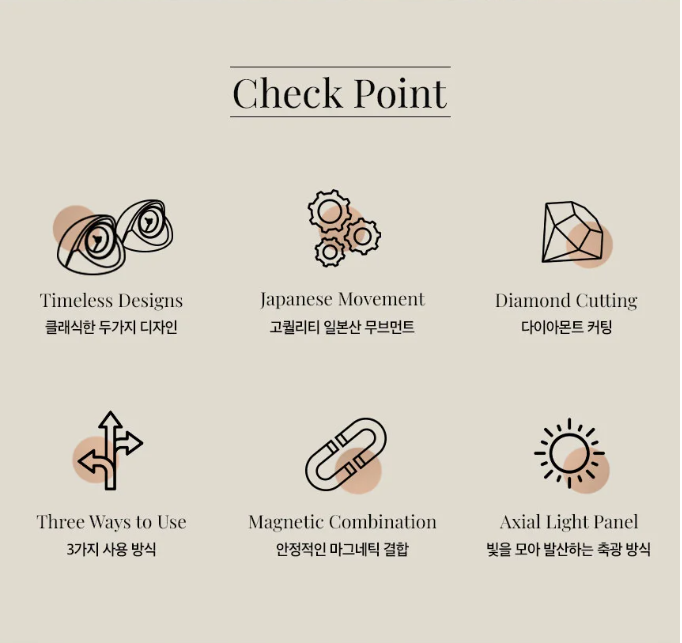 Check Point
Timeless Designs
클래식한 두가지 디자인
Japanese Movement
고퀄리티 일본산 무브먼트
Diamond Cutting
다이아몬트 커팅
Three Ways to Use
3가지 사용 방식
Magnetic Combination
안정적인 마그네틱 결합
Axial Light Panel
빛을 모아 발산하는 축광 방식